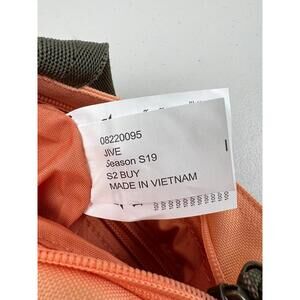 08220095
JIVE
Season S19
S2 BUY
MADE IN VIETNAM